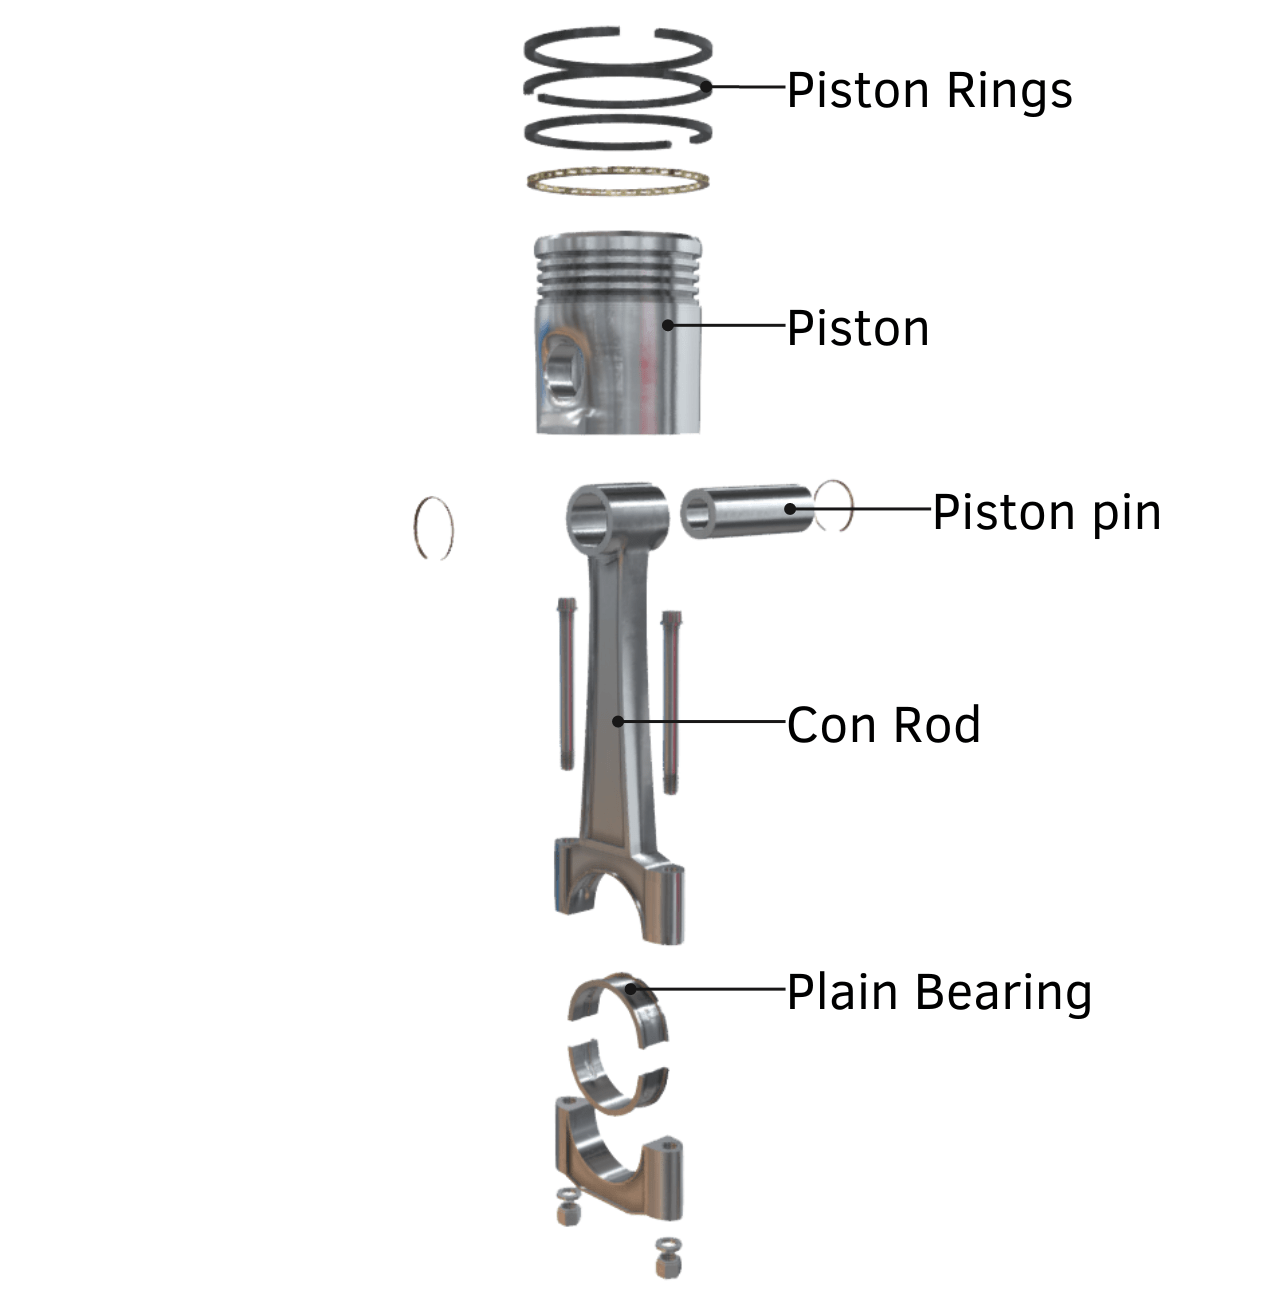 Piston Rings
Piston
Piston pin
Con Rod
Plain Bearing